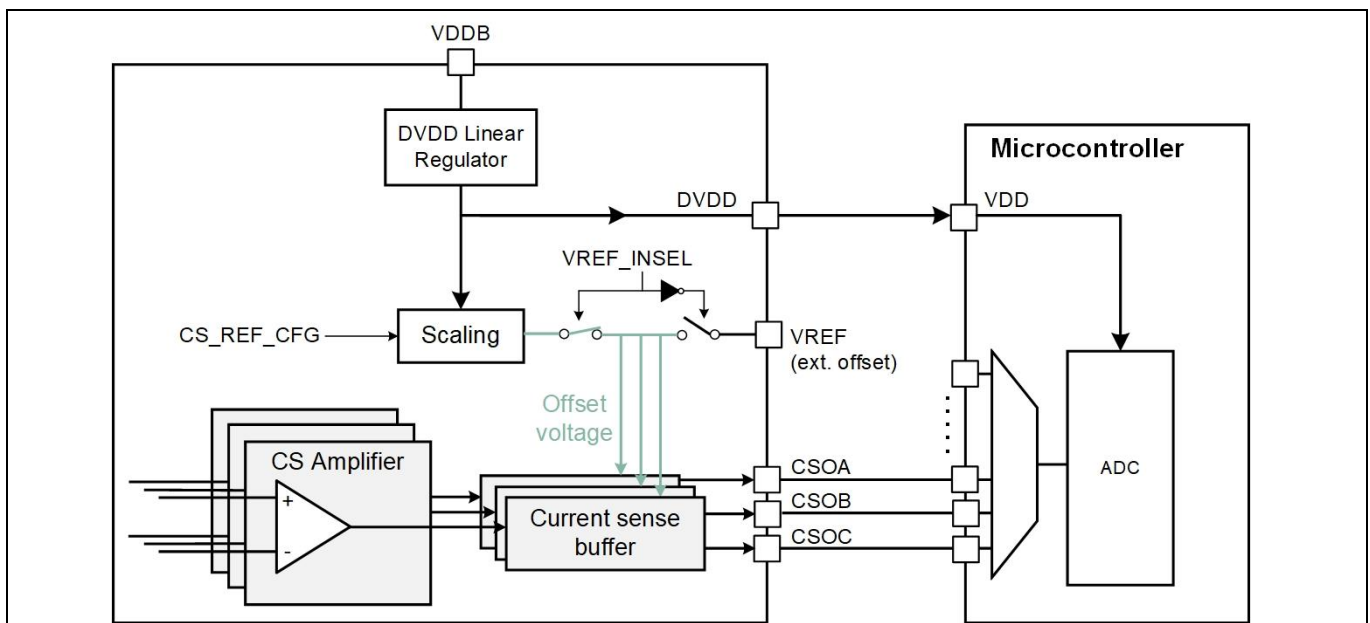 VDDB
DVDD Linear
Regulator
Microcontroller
DVDD
VDD
VREF_INSEL
CS_REF_CFG
Scaling
VREF
(ext. offset)
Offset
voltage
CS Amplifier
+
-
Current sense
buffer
CSOA
CSOB
CSOC
ADC